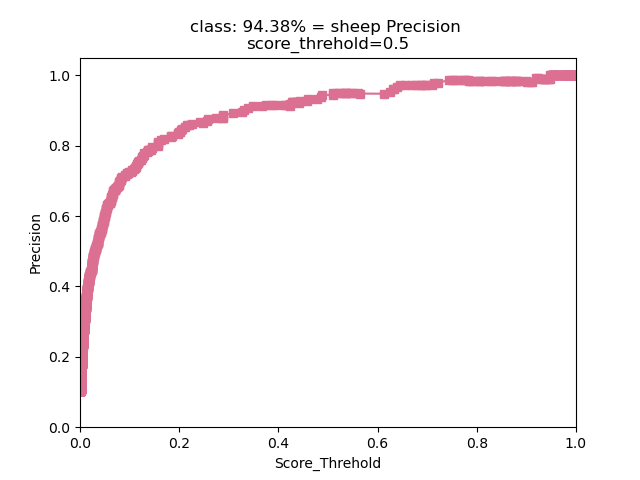 class: 94.38% = sheep Precision
score_threhold=0.5
1.0
0.8
0.6
0.4
0.2
0.0
Precision
0.0 0.2 0.4 0.6 0.8 1.0
Score_Threhold